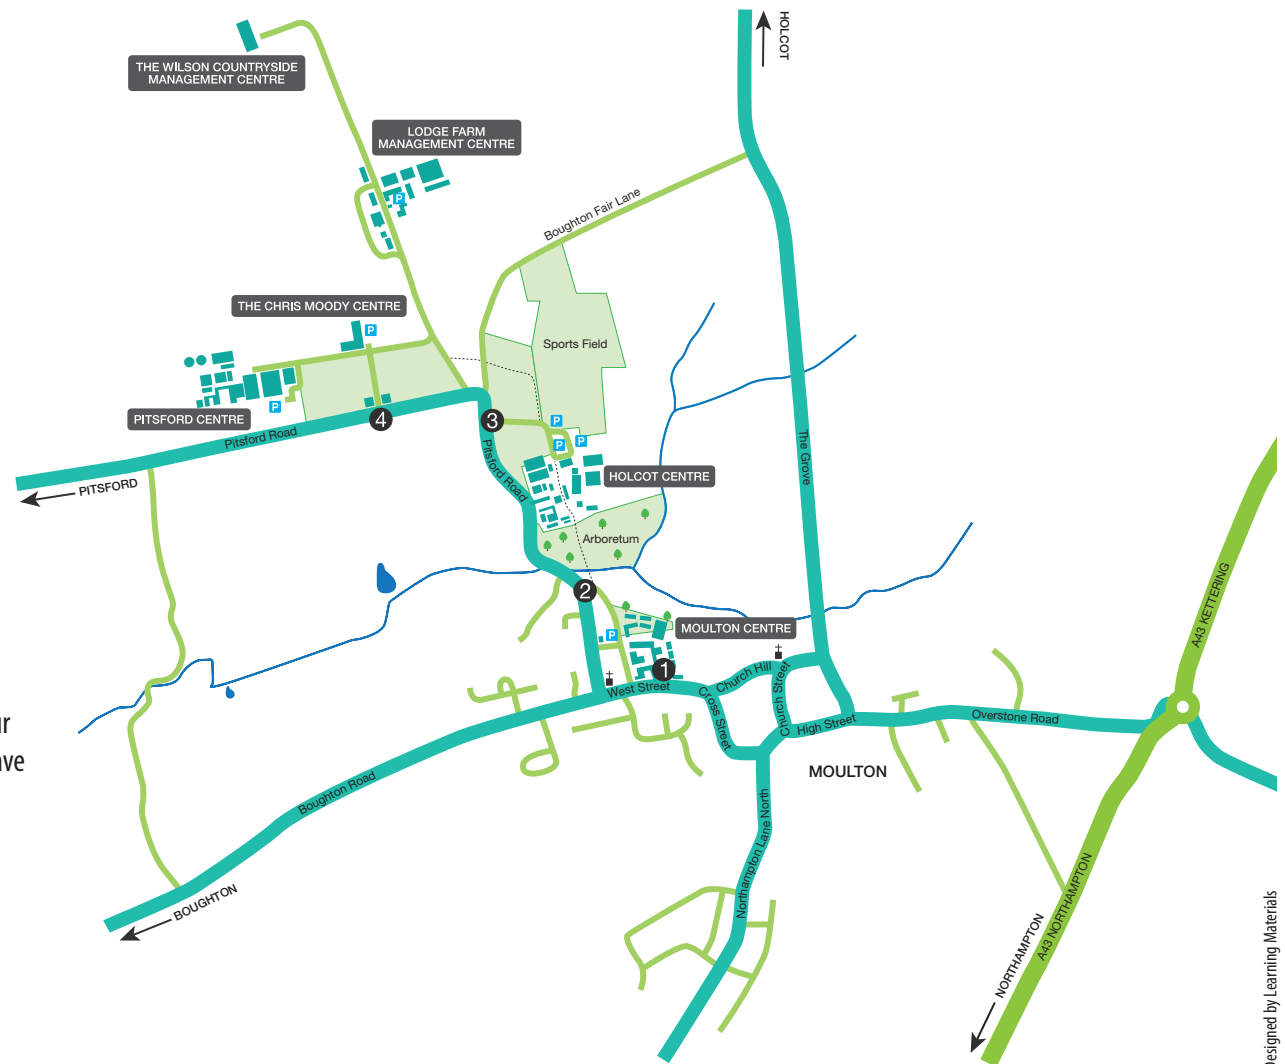 HOLCOT
THE WILSON COUNTRYSIDE
MANAGEMENT CENTRE
LODGE FARM
MANAGEMENT CENTRE
P
Boughton Fair Lane
THE CHRIS MOODY CENTRE
P
Sports Field
PITSFORD CENTRE
P
4
3
P
P
P
Pitsford Road
Pitsford Road
The Grove
HOLCOT CENTRE
PITSFORD
Arboretum
A43 KETTERING
2
P
MOULTON CENTRE
1
West Street
Church Hill
Church Street
Cross Street
High Street
Overstone Road
ur
ave
MOULTON
Boughton Road
Northampton Lane North
BOUGHTON
A43 NORTHAMPTON
NORTHAMPTON
Designed by Learning Materials